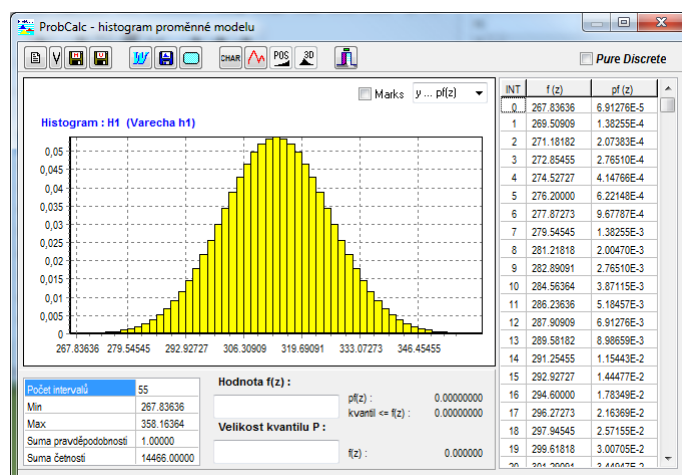 ProbCalc - histogram proměnné modelu
CHAR POS 3D Pure Discrete
Marks y ... pf(z)
Histogram : H1 (Varecha h1)
0,05
0,045
0,04
0,035
0,03
0,025
0,02
0,015
0,01
0,005
0
267.83636 279.54545 292.92727 306.30909 319.69091 333.07273 346.45455
INT f (z) pf (z)
0 267.83636 6.91276E-5
1 269.50909 1.38255E-4
2 271.18182 2.07383E-4
3 272.85455 2.76510E-4
4 274.52727 4.14766E-4
5 276.20000 6.22148E-4
6 277.87273 9.67787E-4
7 279.54545 1.38255E-3
8 281.21818 2.00470E-3
9 282.89091 2.76510E-3
10 284.56364 3.87115E-3
11 286.23636 5.18457E-3
12 287.90909 6.91276E-3
13 289.58182 8.98659E-3
14 291.25455 1.15443E-2
15 292.92727 1.44477E-2
16 294.60000 1.78349E-2
17 296.27273 2.16369E-2
18 297.94545 2.57155E-2
19 299.61818 3.00705E-2
Počet intervalů 55
Min 267.83636
Max 358.16364
Suma pravděpodobností 1.00000
Suma četností 14466.00000
Hodnota f(z) :
pf(z) : 0.00000000
kvantil <= f(z) : 0.00000000
Velikost kvantilu P :
f(z) : 0.000000